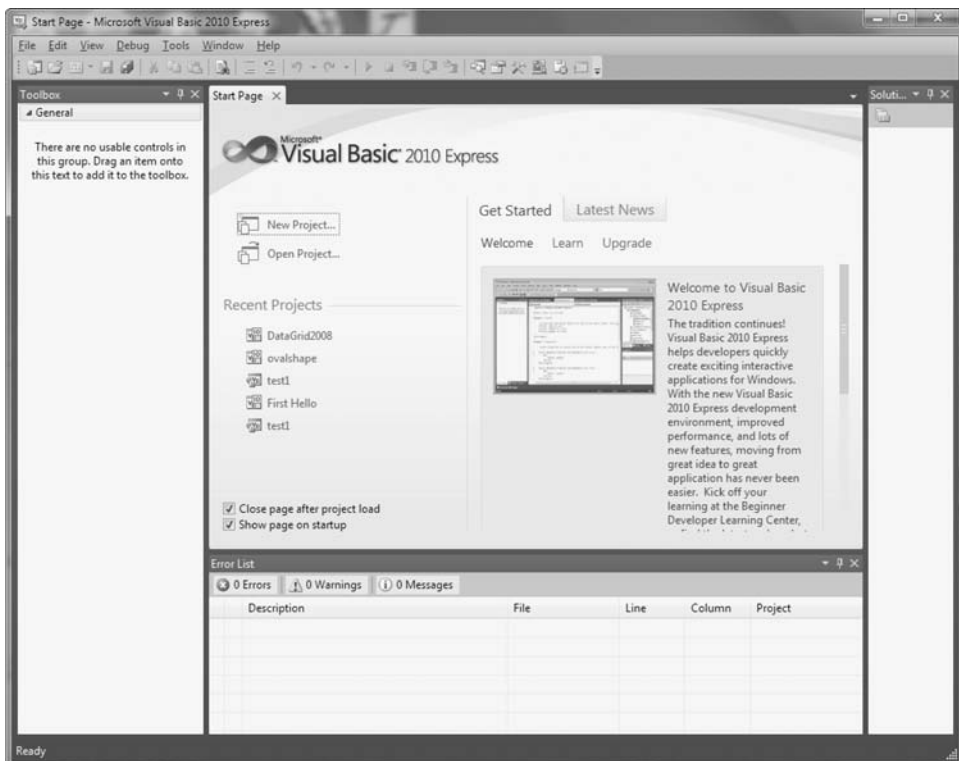 Start Page - Microsoft Visual Basic 2010 Express
File Edit View Debug Tools Window Help
Toolbox
General
There are no usable controls in
this group. Drag an item onto
this text to add it to the toolbox.
Start Page
Microsoft®
Visual Basic® 2010 Express
New Project...
Open Project...
Recent Projects
DataGrid2008
ovalshape
test1
First Hello
test1
Close page after project load
Show page on startup
Get Started Latest News
Welcome Learn Upgrade
Welcome to Visual Basic
2010 Express
The tradition continues!
Visual Basic 2010 Express
helps developers quickly
create exciting interactive
applications for Windows.
With the new Visual Basic
2010 Express development
environment, improved
performance, and lots of
new features, moving from
great idea to great
application has never been
easier. Kick off your
learning at the Beginner
Developer Learning Center,
Soluti...
Error List
0 Errors 0 Warnings 0 Messages
Description File Line Column Project
Ready